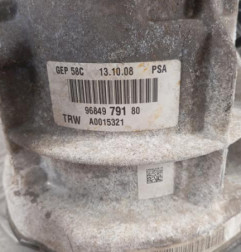 GEP 58C 13.10.08 PSA
96849 791 80
TRW A0015321